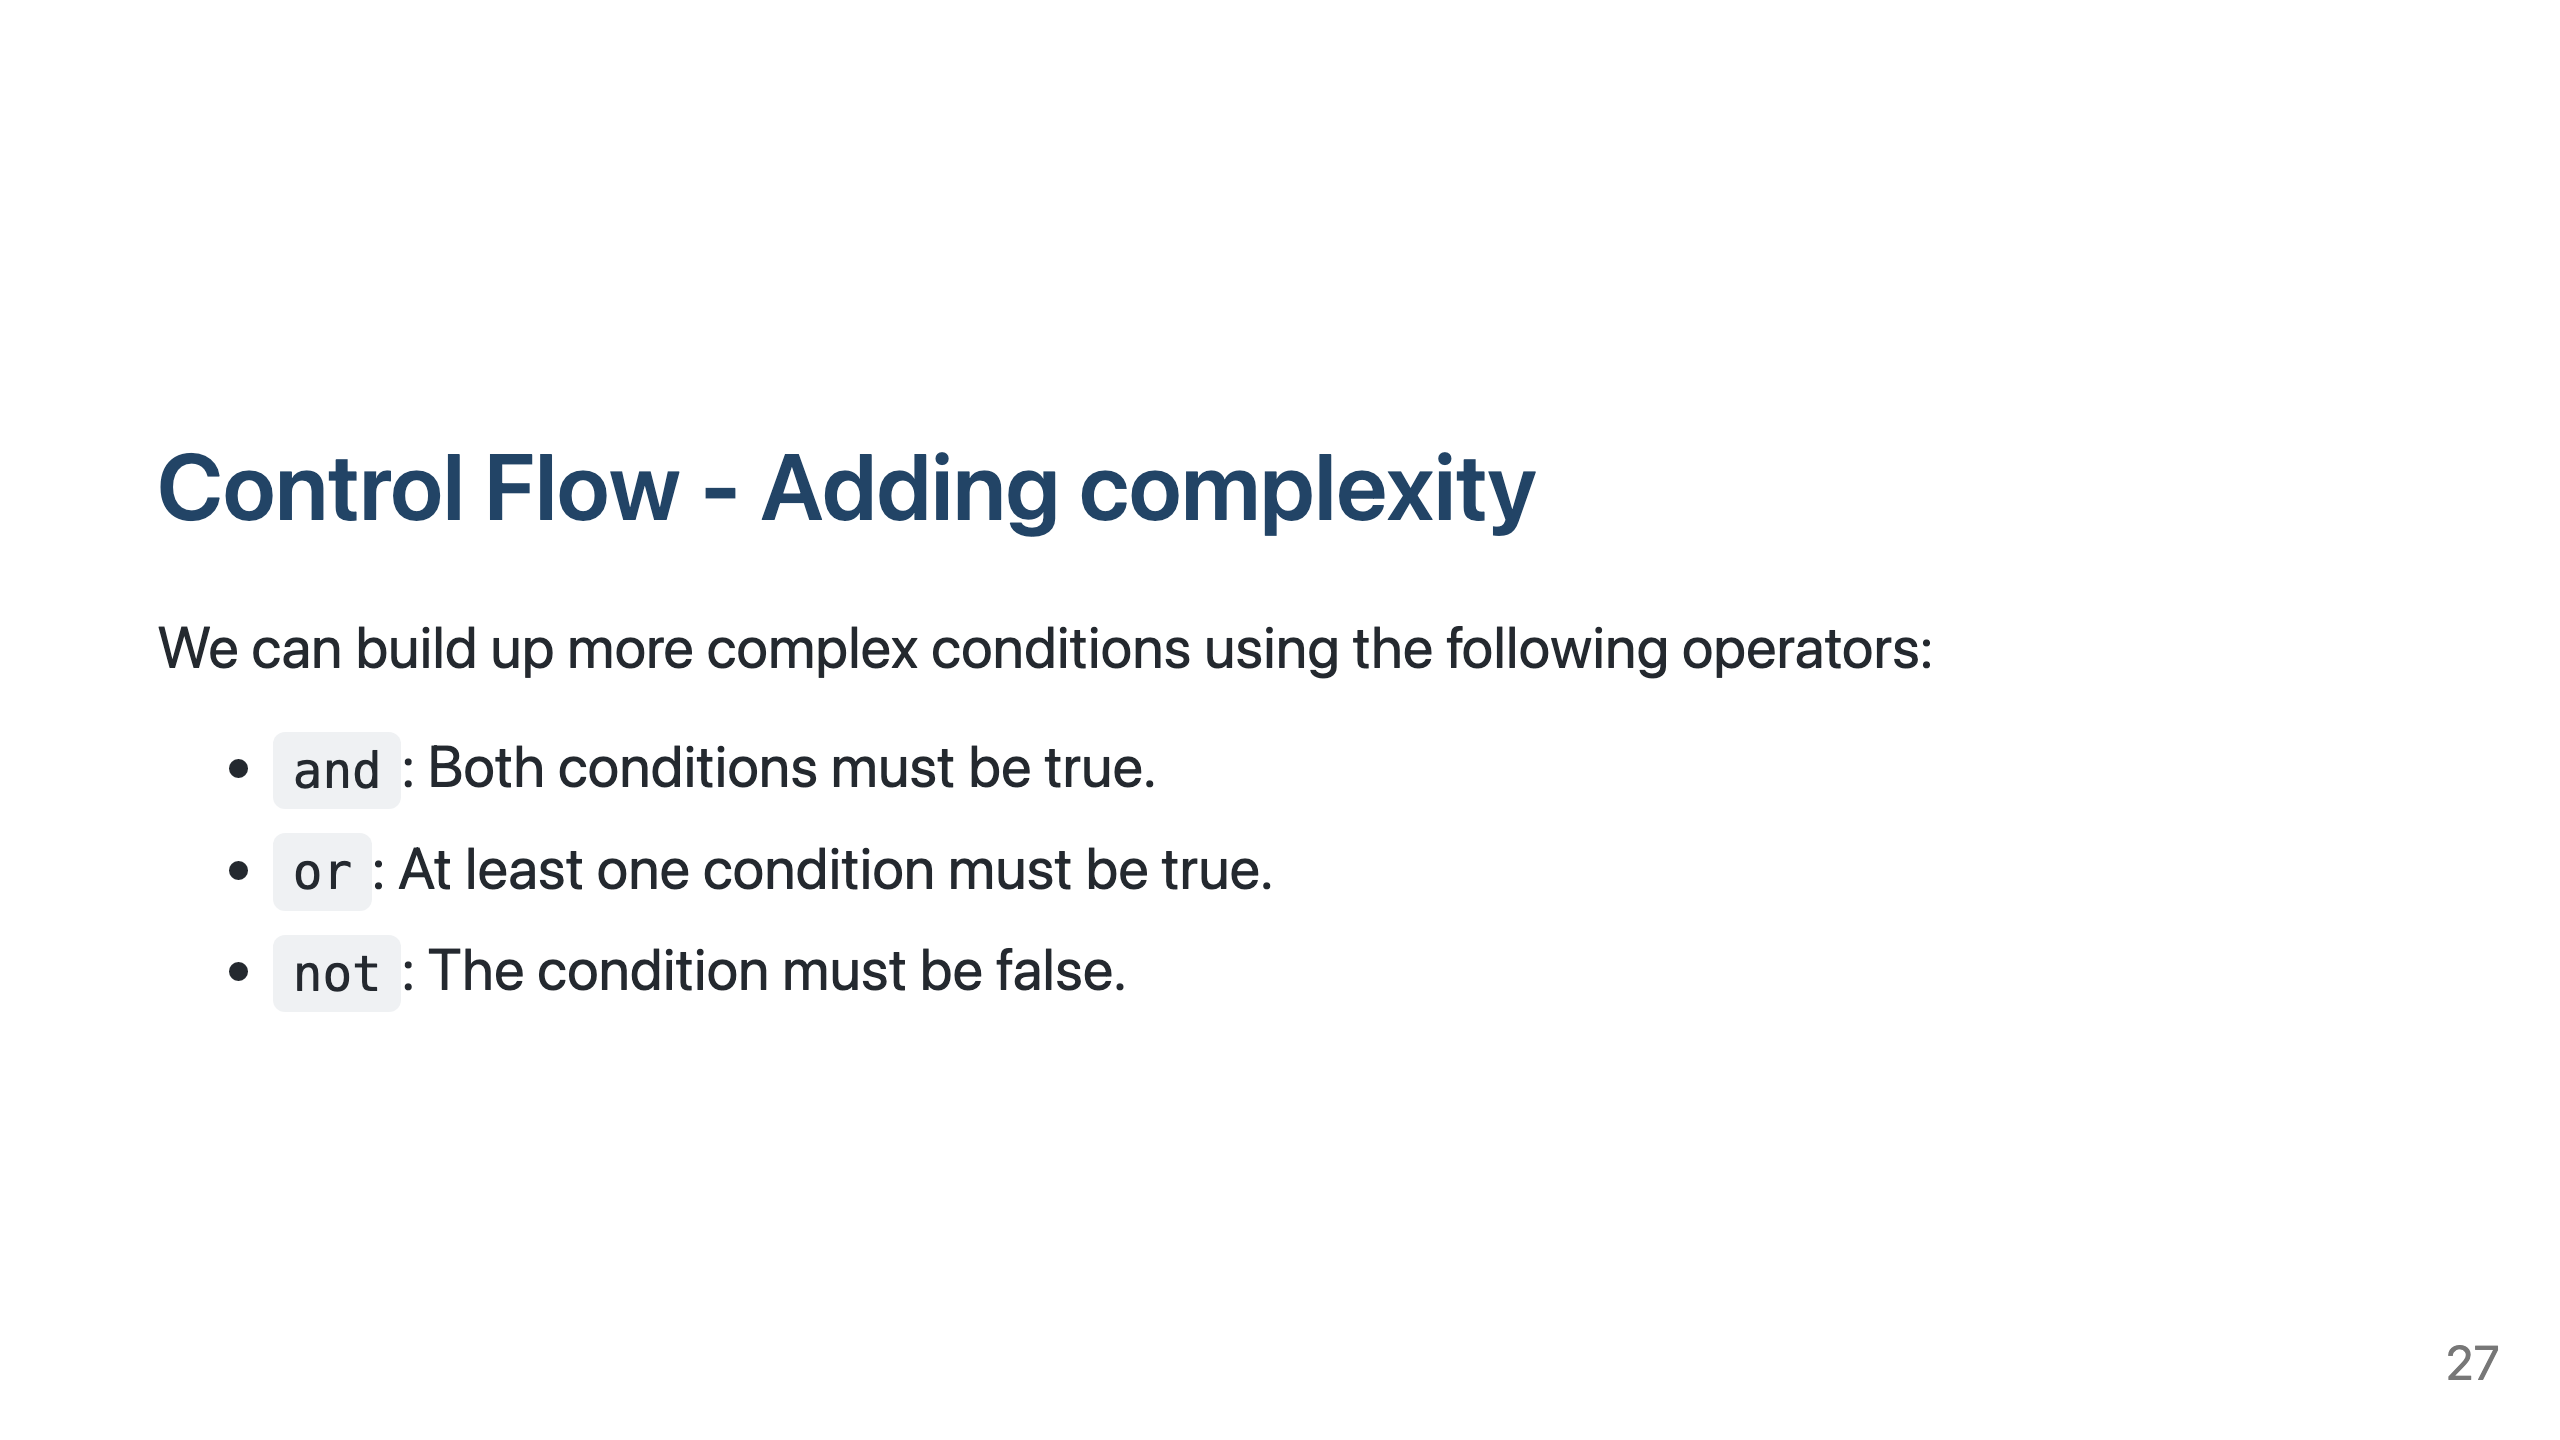 Control Flow - Adding complexity
We can build up more complex conditions using the following operators:
• and : Both conditions must be true.
• or : At least one condition must be true.
• not : The condition must be false.
27